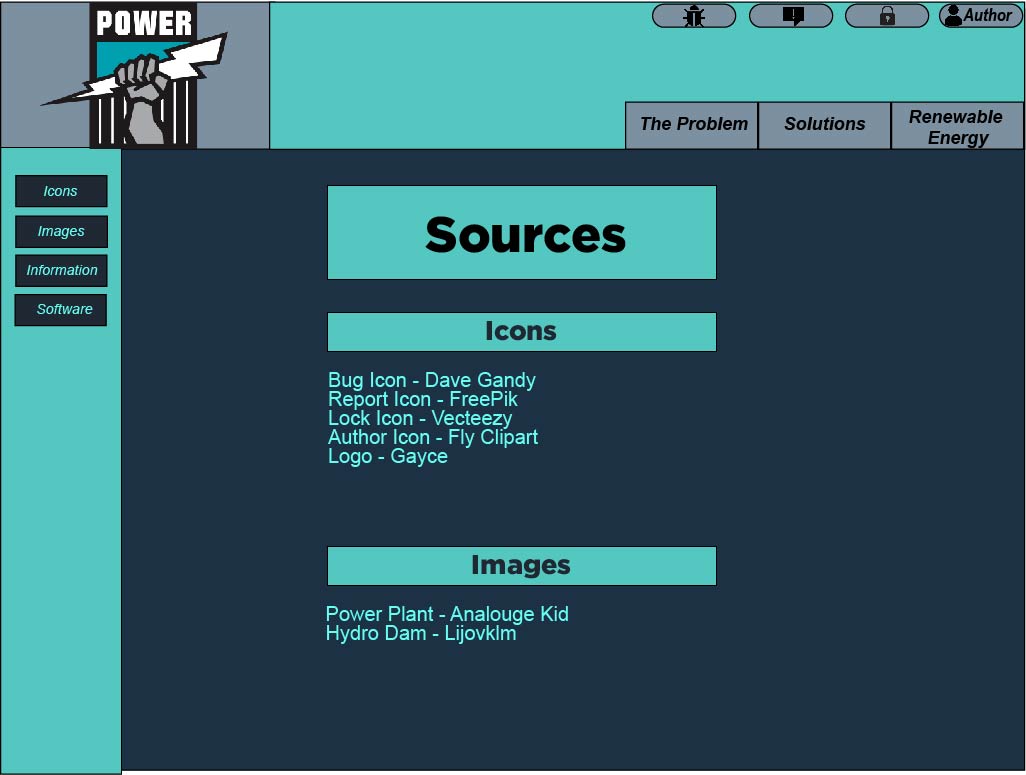 POWER
Author
The Problem
Solutions
Renewable
Energy
Icons
Images
Information
Software
Sources
Icons
Bug Icon - Dave Gandy
Report Icon - FreePik
Lock Icon - Vecteezy
Author Icon - Fly Clipart
Logo - Gayce
Images
Power Plant - Analouge Kid
Hydro Dam - Lijovklm